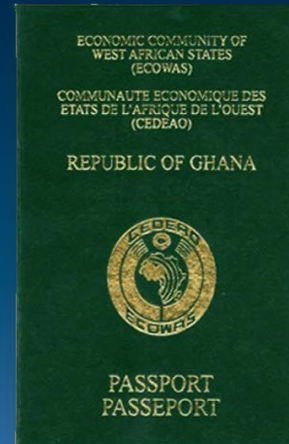 ECONOMIC COMMUNITY OF
WEST AFRICAN STATES
(ECOWAS)
COMMUNAUTE ECONOMIQUE DES
ETATS DE L'AFRIQUE DE L'OUEST
(CEDEAO)
REPUBLIC OF GHANA
CEDEAO
ECOWAS
PASSPORT
PASSEPORT